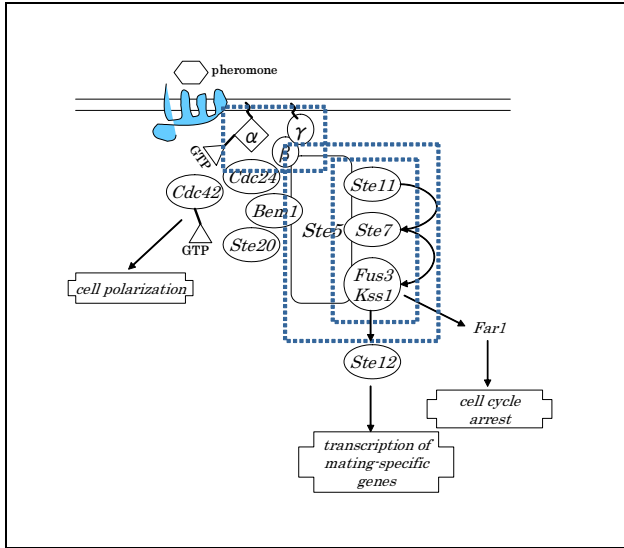 pheromone
α
γ
GTP
β
Cdc24
Cdc42
Bem1
Ste20
GTP
Ste5
Ste11
Ste7
Fus3
Kss1
cell polarization
Far1
Ste12
cell cycle
arrest
transcription of
mating-specific
genes